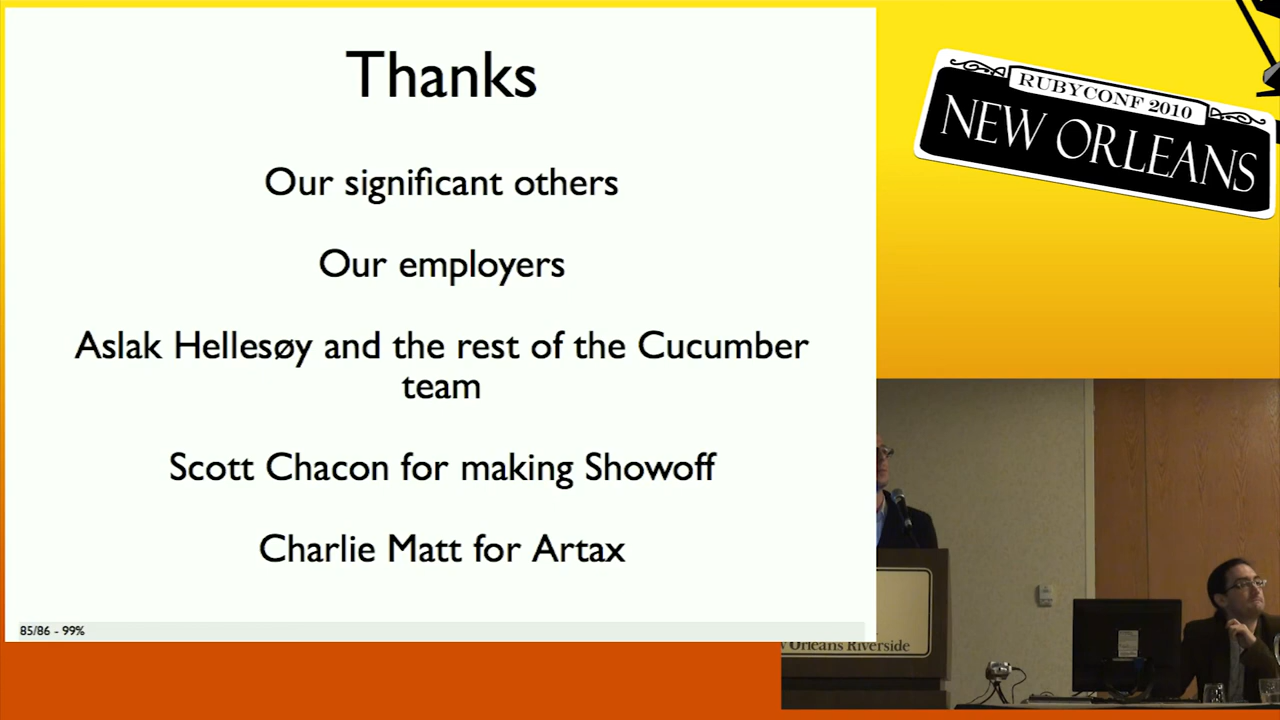 Thanks
Our significant others
Our employers
Aslak Hellesøy and the rest of the Cucumber
team
Scott Chacon for making Showoff
Charlie Matt for Artax
85/86 - 99%
RUBYCONF 2010
NEW ORLEANS
Orleans Riverside